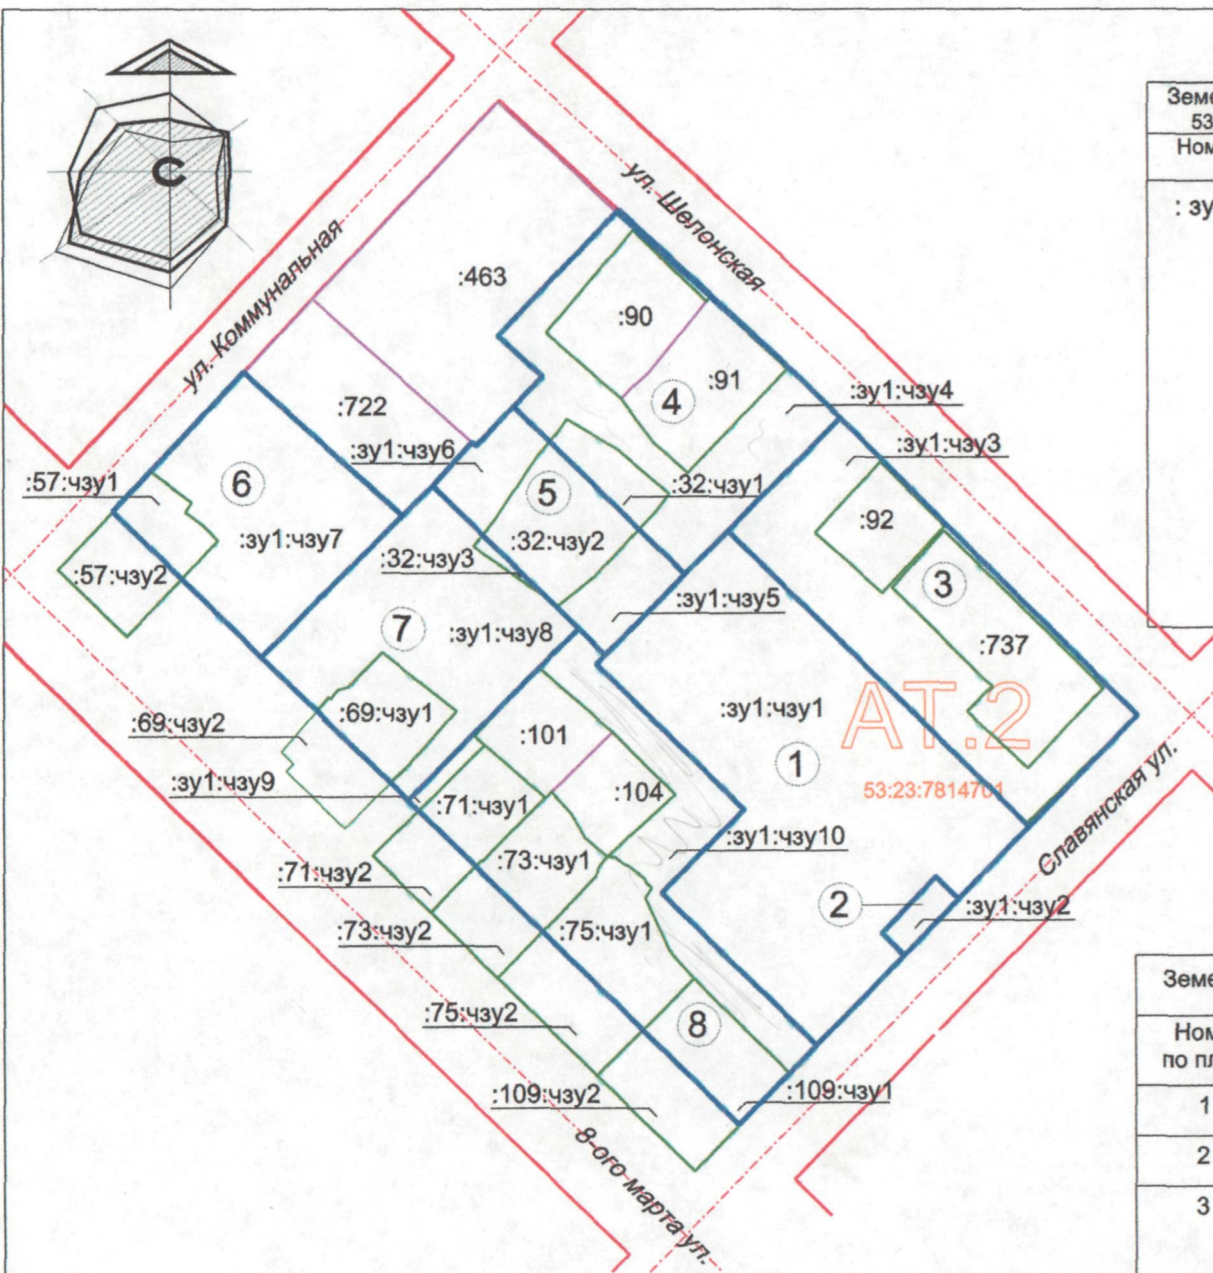 С
ул. Коммунальная
ул. Шелонская
Земе
53
Ном
: зу
:463
:90
:91
4
:зу1:чзу4
:722
:зу1:чзу6
:зу1:чзу3
:57:чзу1
6
5
:32:чзу1
:92
:зу1:чзу7
:32:чзу2
:32:чзу3
:57:чзу2
3
:зу1:чзу5
7
:зу1:чзу8
:737
:69:чзу2
:69:чзу1
:зу1:чзу1
АТ.2
:101
1
:зу1:чзу9
:71:чзу1
:104
53:23:7814701
:зу1:чзу10
:73:чзу1
Славянская ул.
:71:чзу2
2
:зу1:чзу2
:73:чзу2
:75:чзу1
Земе
:75:чзу2
8
Ном
по пл
:109:чзу2
:109:чзу1
1
2
3
8-ого марта ул.